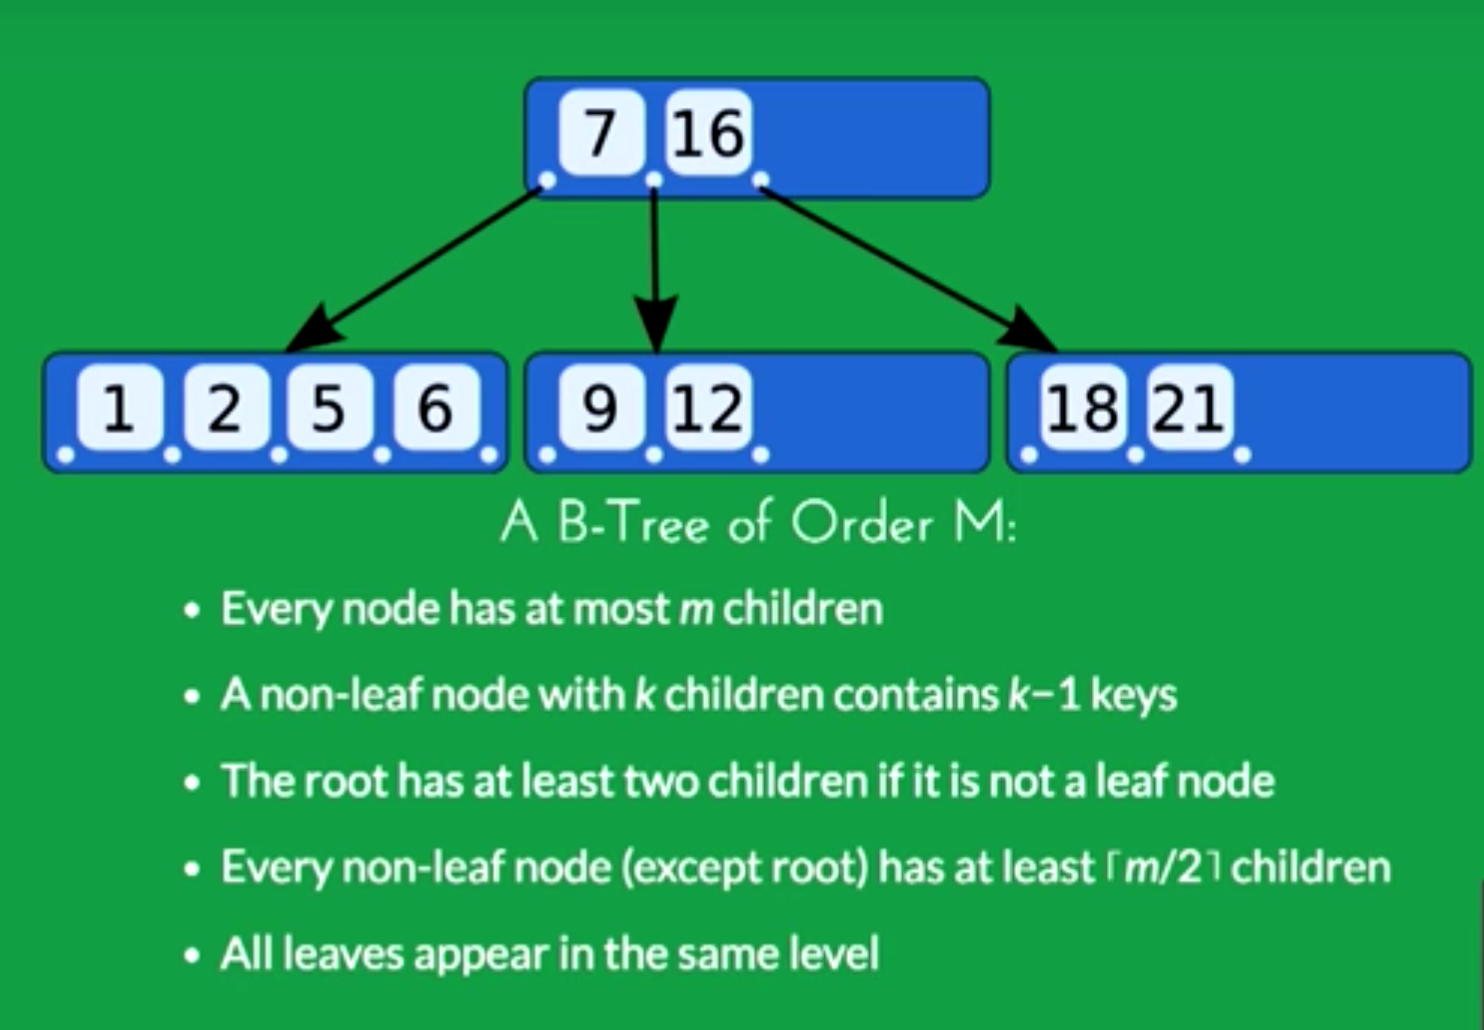 7 16
1 2 5 6 9 12 18 21
A B-Tree of Order M:
• Every node has at most m children
• A non-leaf node with k children contains k−1 keys
• The root has at least two children if it is not a leaf node
• Every non-leaf node (except root) has at least ⌈m/2⌉ children
• All leaves appear in the same level